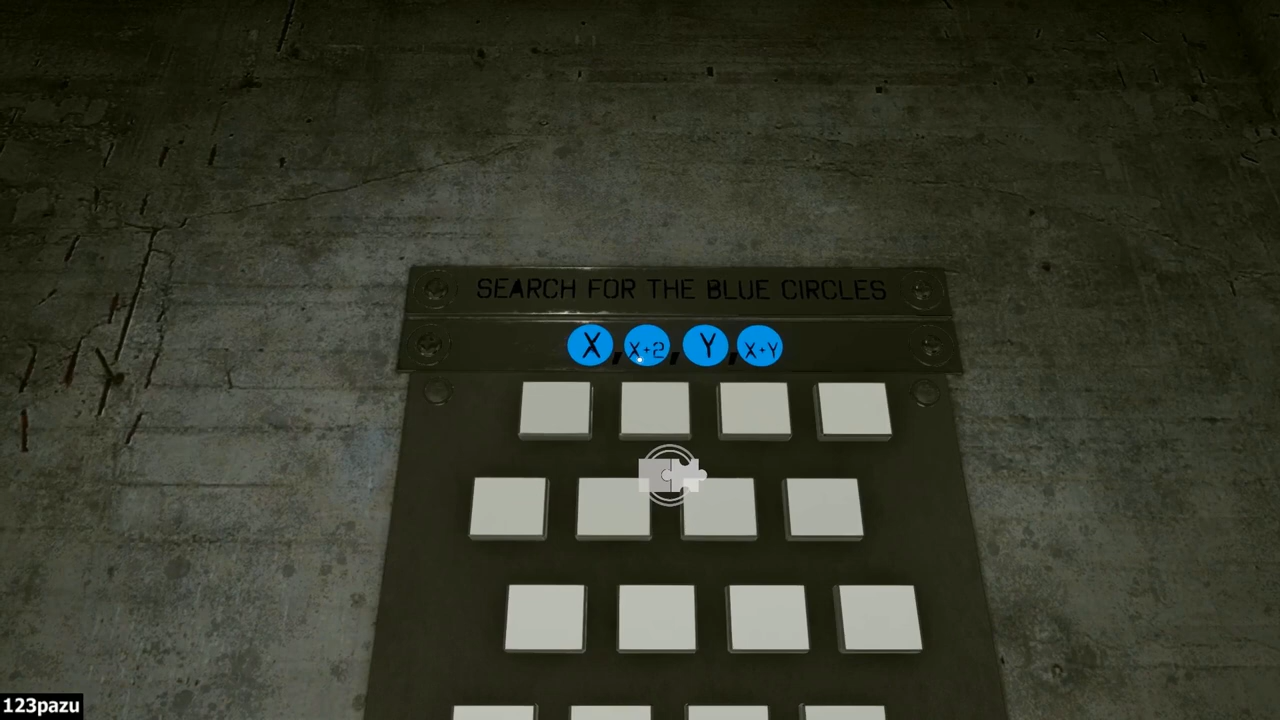 SEARCH FOR THE BLUE CIRCLES
X, X+2, Y, X+Y
123pazu